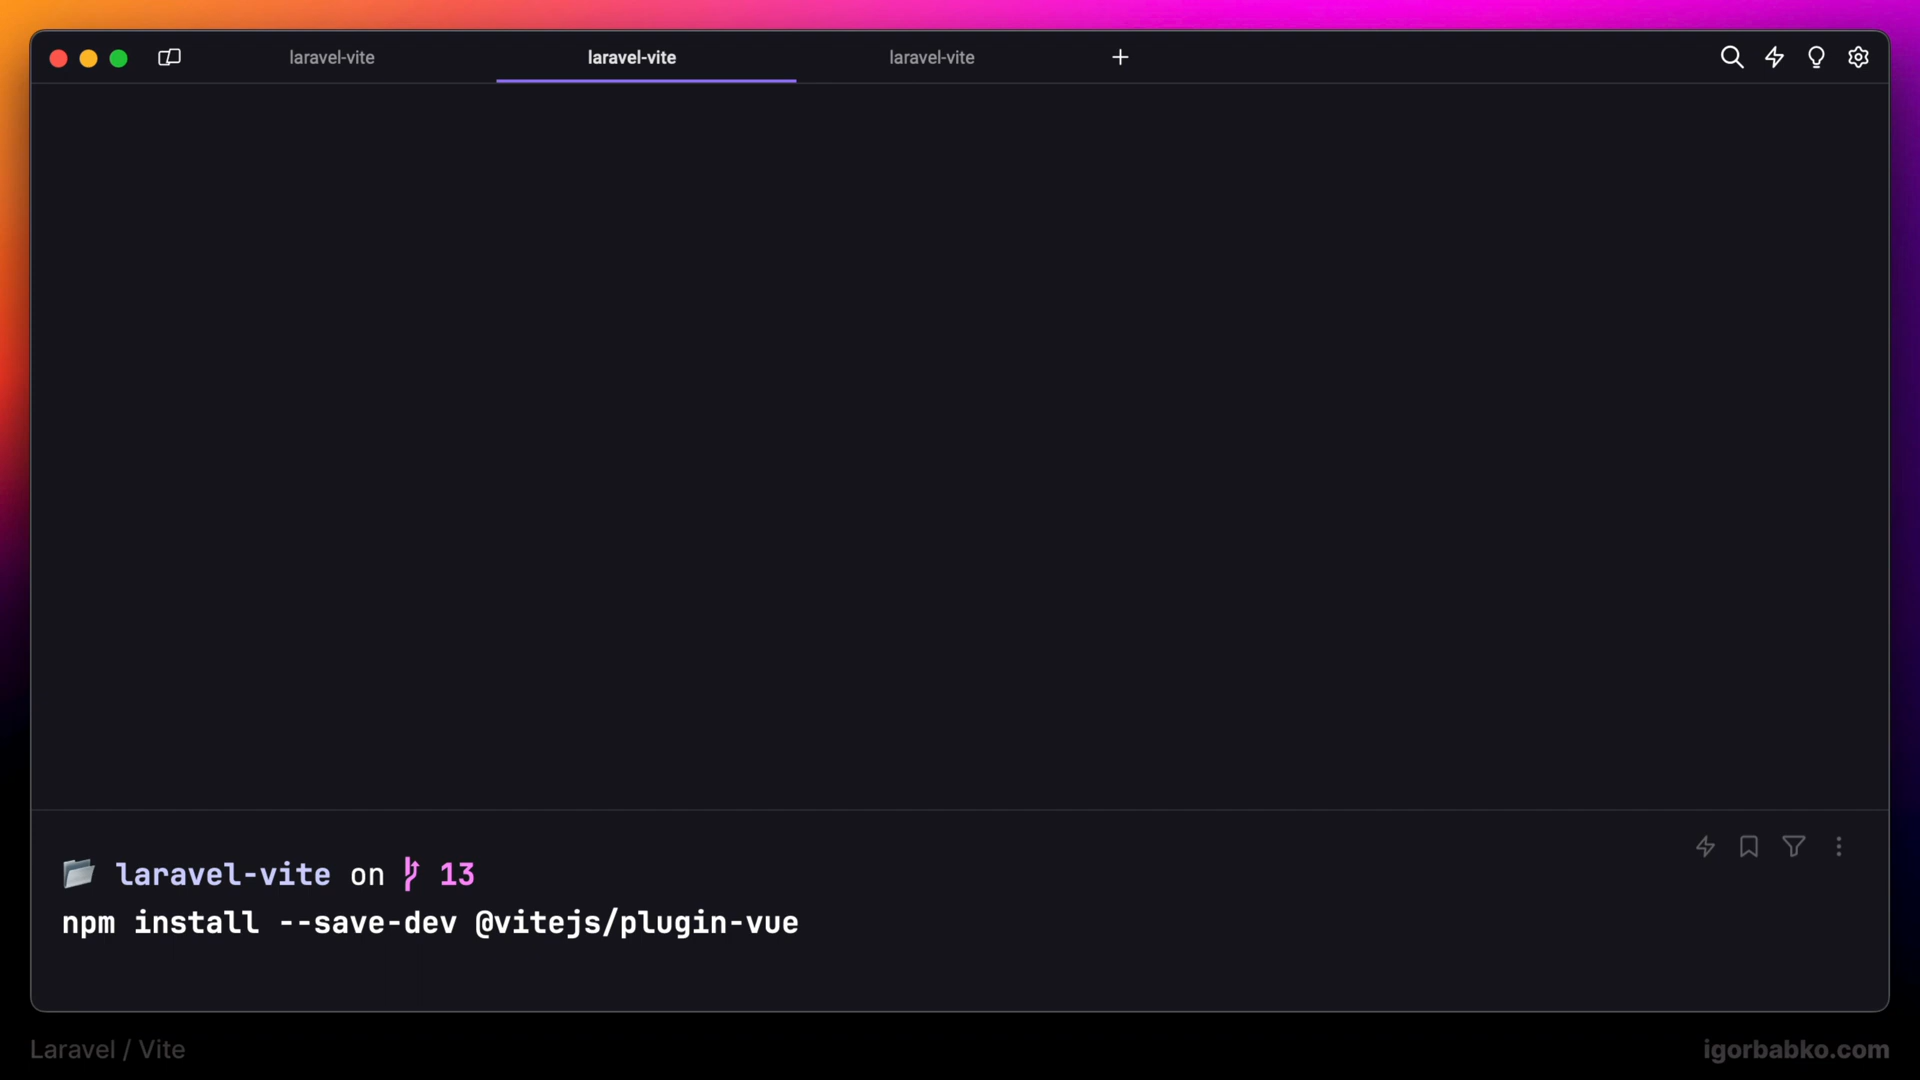 laravel-vite
laravel-vite
laravel-vite
laravel-vite on 13
npm install --save-dev @vitejs/plugin-vue
Laravel / Vite
igorbabko.com